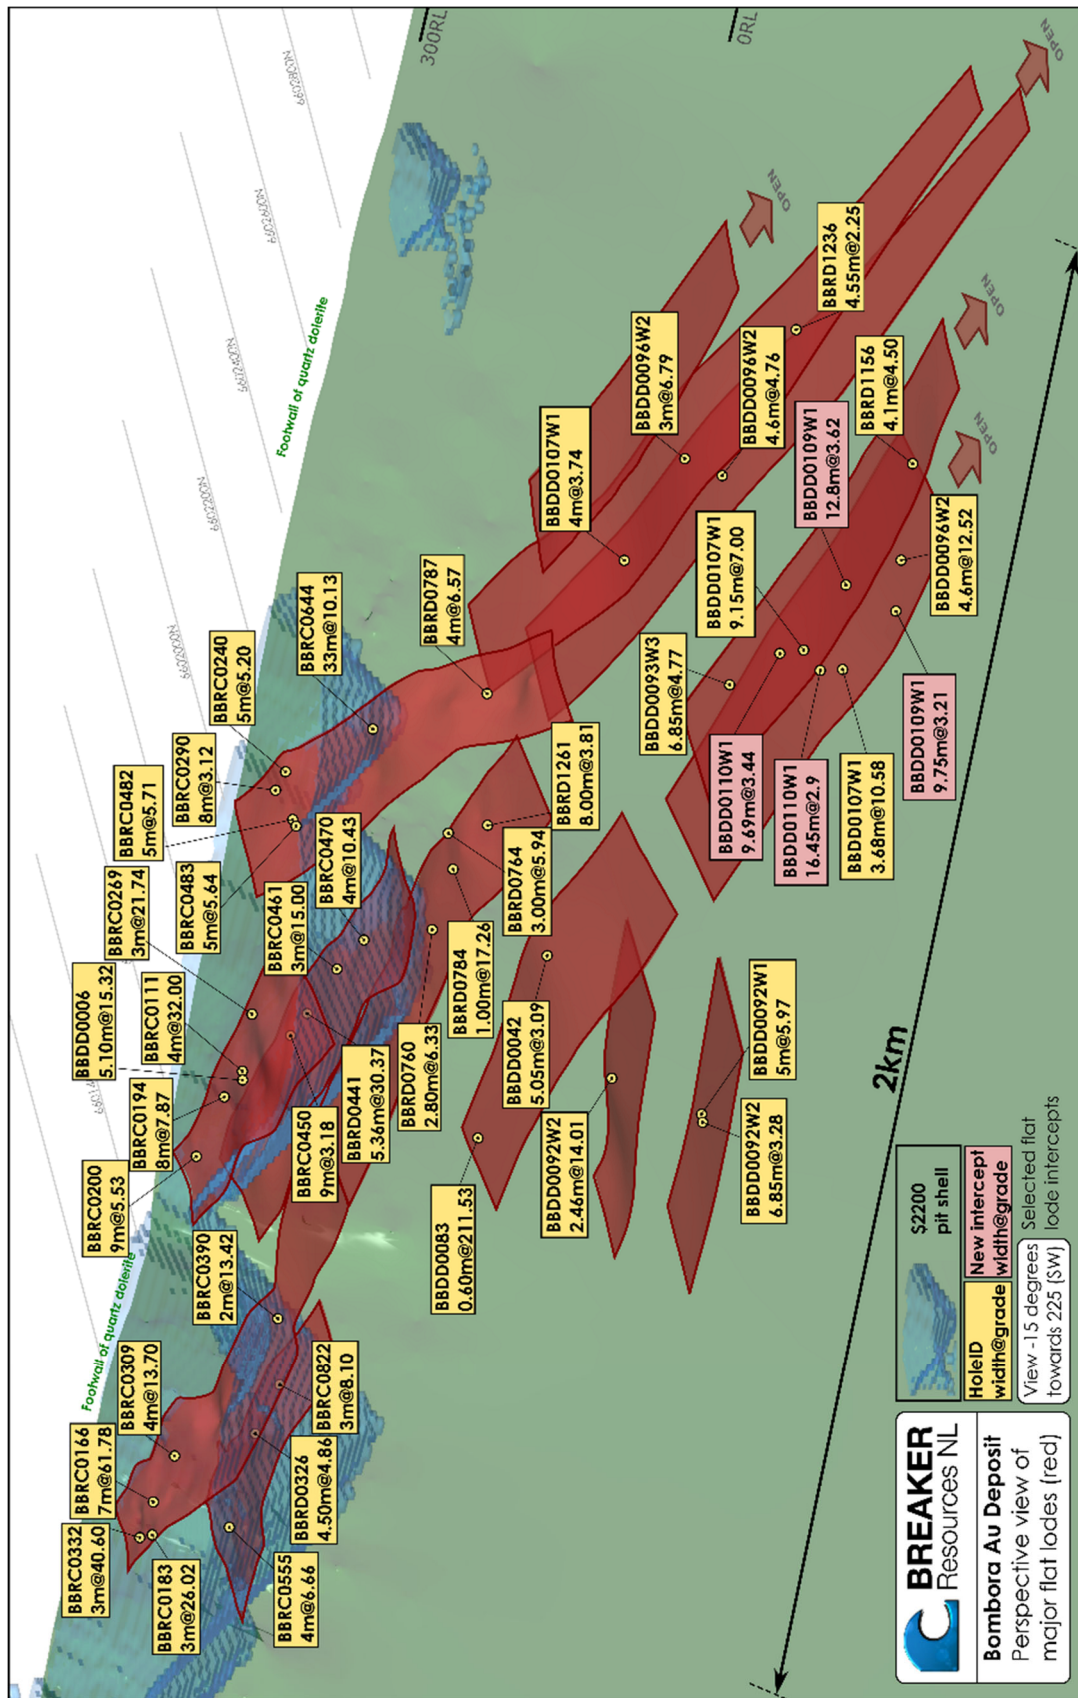 6602800N
6602600N
6602400N
6602200N
6602000N
Footwall of quartz dolerite
Footwall of quartz dolerite
300RL
0RL
OPEN
OPEN
OPEN
OPEN
BBRC0332
3m@40.60
BBRC0166
7m@61.78
BBRC0309
4m@13.70
BBRC0183
3m@26.02
BBRC0555
4m@6.66
BBRD0326
4.50m@4.86
BBRC0822
3m@8.10
BBRC0390
2m@13.42
BBRC0200
9m@5.53
BBRC0194
8m@7.87
BBDD0006
5.10m@15.32
BBRC0111
4m@32.00
BBRC0269
3m@21.74
BBRC0482
5m@5.71
BBRC0290
8m@3.12
BBRC0240
5m@5.20
BBRC0483
5m@5.64
BBRC0644
33m@10.13
BBRC0461
3m@15.00
BBRC0470
4m@10.43
BBRC0450
9m@3.18
BBRD0441
5.36m@30.37
BBRD0760
2.80m@6.33
BBRD0784
1.00m@17.26
BBRD0764
3.00m@5.94
BBRD1261
8.00m@3.81
BBRD0787
4m@6.57
BBDD0083
0.60m@211.53
BBDD0042
5.05m@3.09
BBDD0092W2
2.46m@14.01
BBDD0092W2
6.85m@3.28
BBDD0092W1
5m@5.97
BBDD0107W1
4m@3.74
BBDD0096W2
3m@6.79
BBDD0096W2
4.6m@4.76
BBRD1236
4.55m@2.25
BBDD0093W3
6.85m@4.77
BBDD0107W1
9.15m@7.00
BBDD0109W1
12.8m@3.62
BBRD1156
4.1m@4.50
BBDD0110W1
9.69m@3.44
BBDD0110W1
16.45m@2.9
BBDD0107W1
3.68m@10.58
BBDD0109W1
9.75m@3.21
BBDD0096W2
4.6m@12.52
2km
BREAKER
Resources NL
Bombora Au Deposit
Perspective view of
major flat lodes (red)
$2200
pit shell
HoleID
width@grade
New intercept
width@grade
View -15 degrees
towards 225 (SW)
Selected flat
lode intercepts